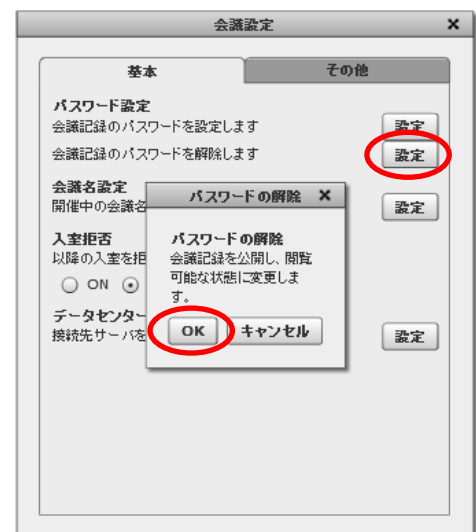 会議設定 ×
基本 その他
パスワード設定
会議記録のパスワードを設定します 設定
会議記録のパスワードを解除します 設定
会議名設定
開催中の会議名 設定
入室拒否
以降の入室を拒
ON
データセンター
接続先サーバを 設定
パスワードの解除 ×
パスワードの解除
会議記録を公開し、閲覧
可能な状態に変更しま
す。
OK キャンセル